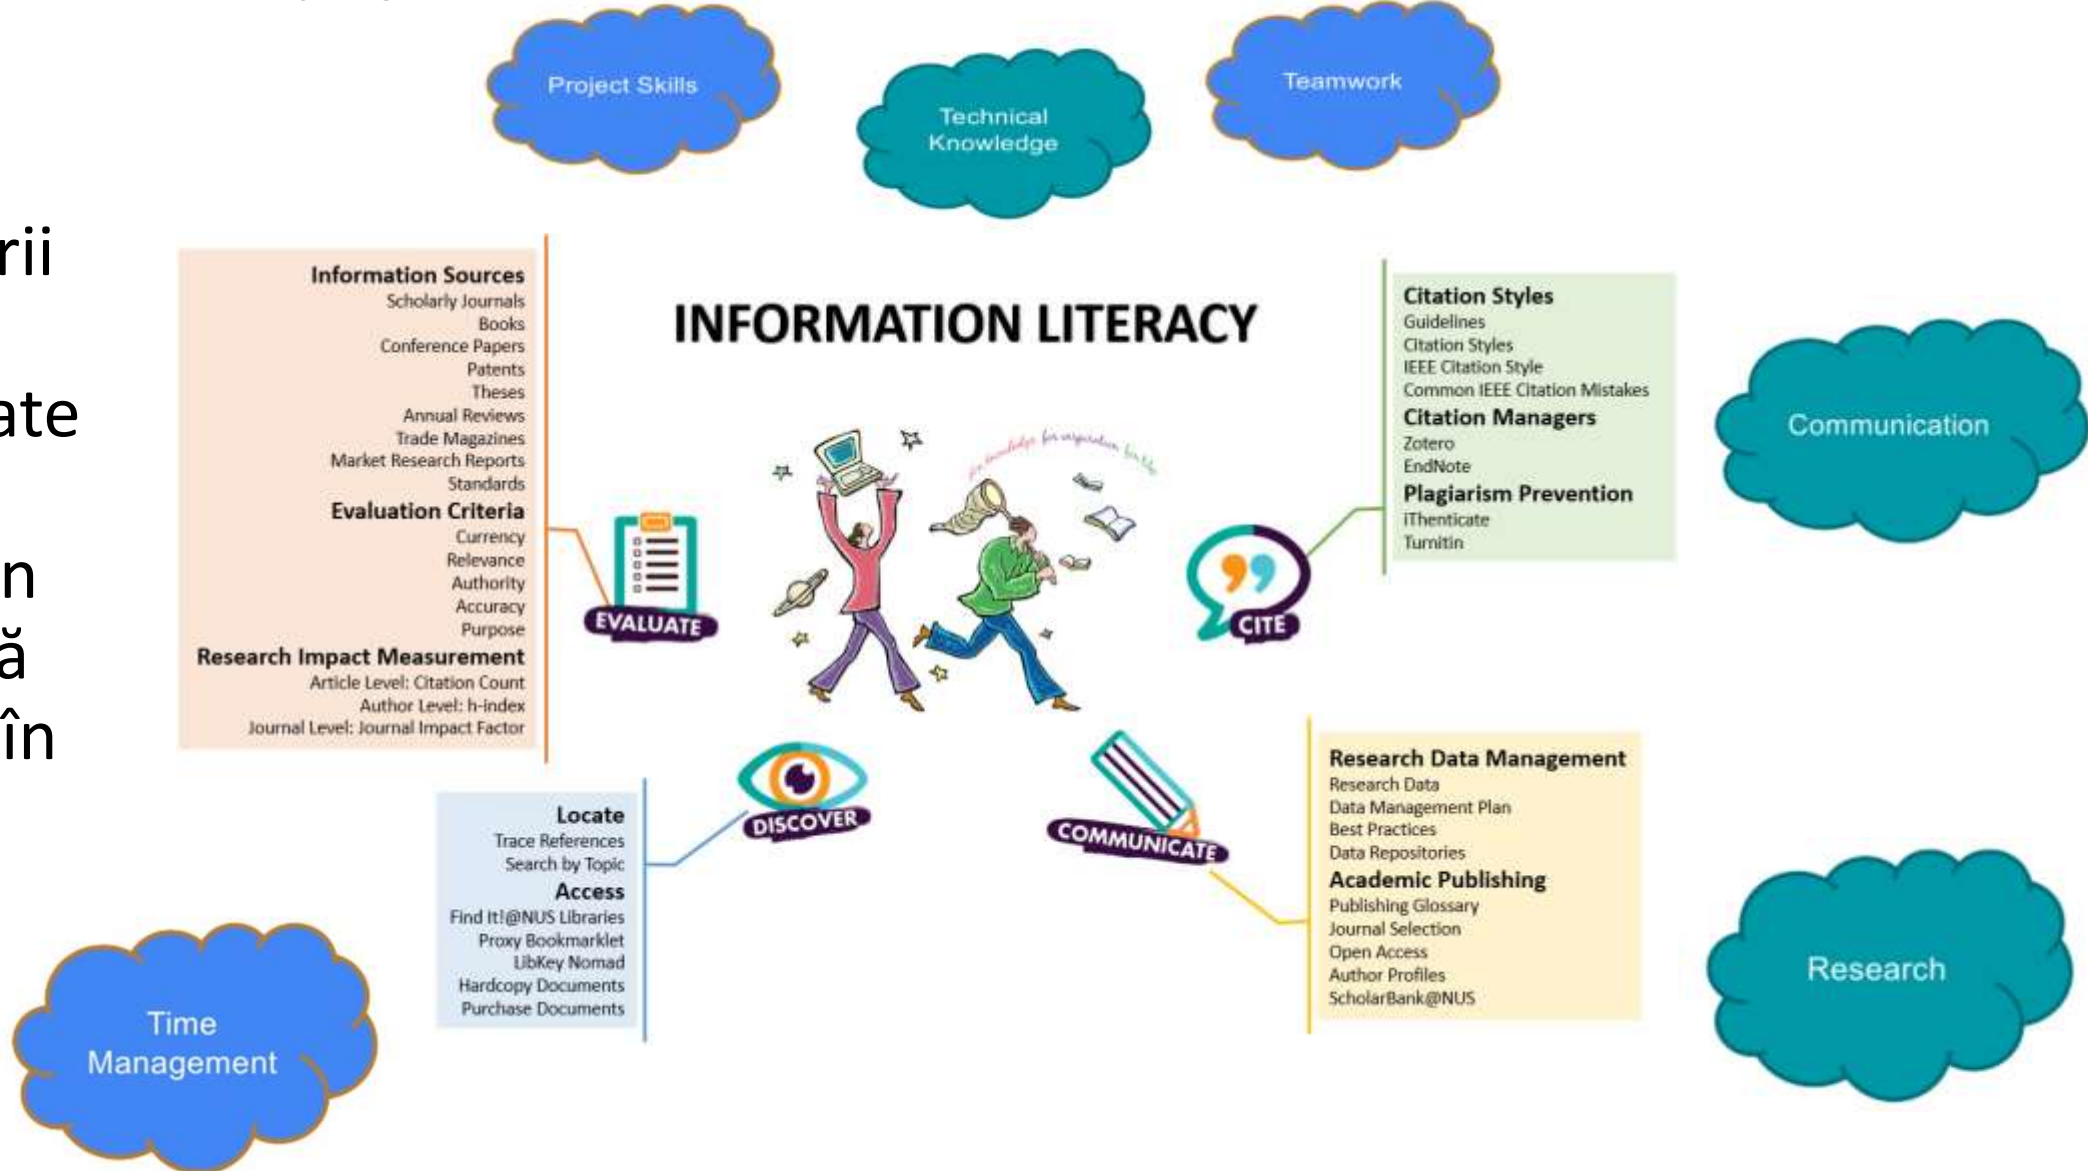 Project Skills
Technical
Knowledge
Teamwork
rii
ate
n
ă
în
INFORMATION LITERACY
Information Sources
Scholarly Journals
Books
Conference Papers
Patents
Theses
Annual Reviews
Trade Magazines
Market Research Reports
Standards
Evaluation Criteria
Currency
Relevance
Authority
Accuracy
Purpose
Research Impact Measurement
Article Level: Citation Count
Author Level: h-index
Journal Level: Journal Impact Factor
EVALUATE
for knowledge for inspiration for life
Citation Styles
Guidelines
Citation Styles
IEEE Citation Style
Common IEEE Citation Mistakes
Citation Managers
Zotero
EndNote
Plagiarism Prevention
iThenticate
Turnitin
CITE
Communication
Locate
Trace References
Search by Topic
Access
Find It!@NUS Libraries
Proxy Bookmarklet
LibKey Nomad
Hardcopy Documents
Purchase Documents
DISCOVER
COMMUNICATE
Research Data Management
Research Data
Data Management Plan
Best Practices
Data Repositories
Academic Publishing
Publishing Glossary
Journal Selection
Open Access
Author Profiles
ScholarBank@NUS
Research
Time
Management